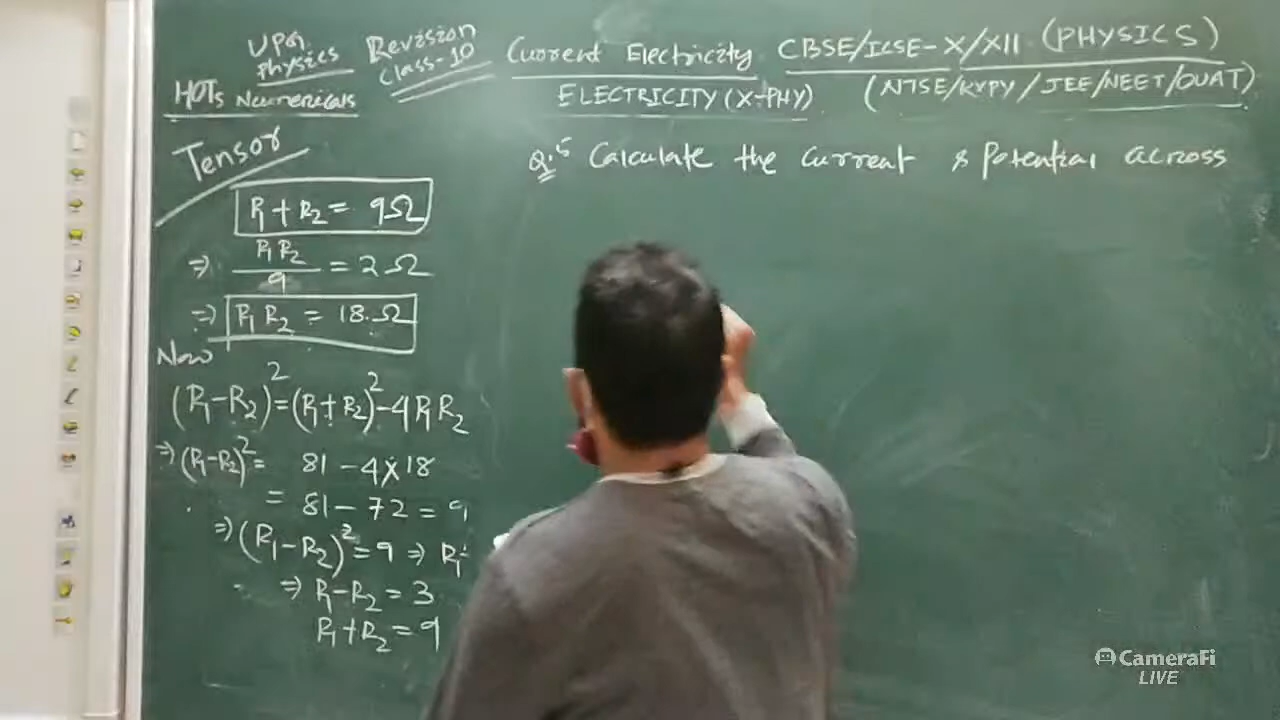 Upon
Physics
Revision
Class-10
HOTs Numericals
Current Electricity
ELECTRICITY (X-PHY)
CBSE/ICSE-X/XII (PHYSICS)
(NTSE/KVPY/JEE/NEET/OUAT)
Tensor
R₁+R₂ = 9Ω
⇒ R₁R₂/9 = 2Ω
⇒ R₁R₂ = 18.Ω
Now
(R₁-R₂)²=(R₁+R₂)²-4R₁R₂
⇒(R₁-R₂)² = 81-4×18
= 81-72 = 9
⇒(R₁-R₂)²=9 ⇒ R₁-
⇒ R₁-R₂ = 3
R₁+R₂ = 9
Q.5 Calculate the current & Potential across
CameraFi
LIVE